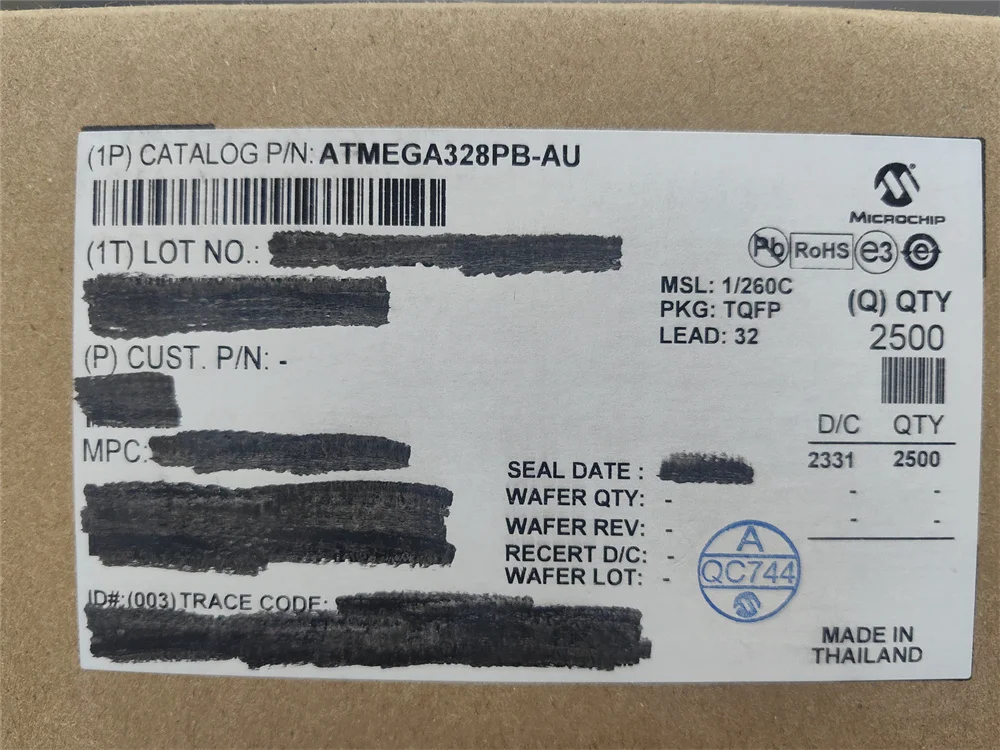 (1P) CATALOG P/N: ATMEGA328PB-AU
MICROCHIP
(1T) LOT NO.:
Pb RoHS e3 e
MSL: 1/260C
PKG: TQFP
LEAD: 32
(Q) QTY
2500
(P) CUST. P/N: -
D/C QTY
2331 2500
- -
- -
MPC:
SEAL DATE :
WAFER QTY: -
WAFER REV: -
RECERT D/C: -
WAFER LOT: -
A
QC744
ID#:(003) TRACE CODE:
MADE IN
THAILAND